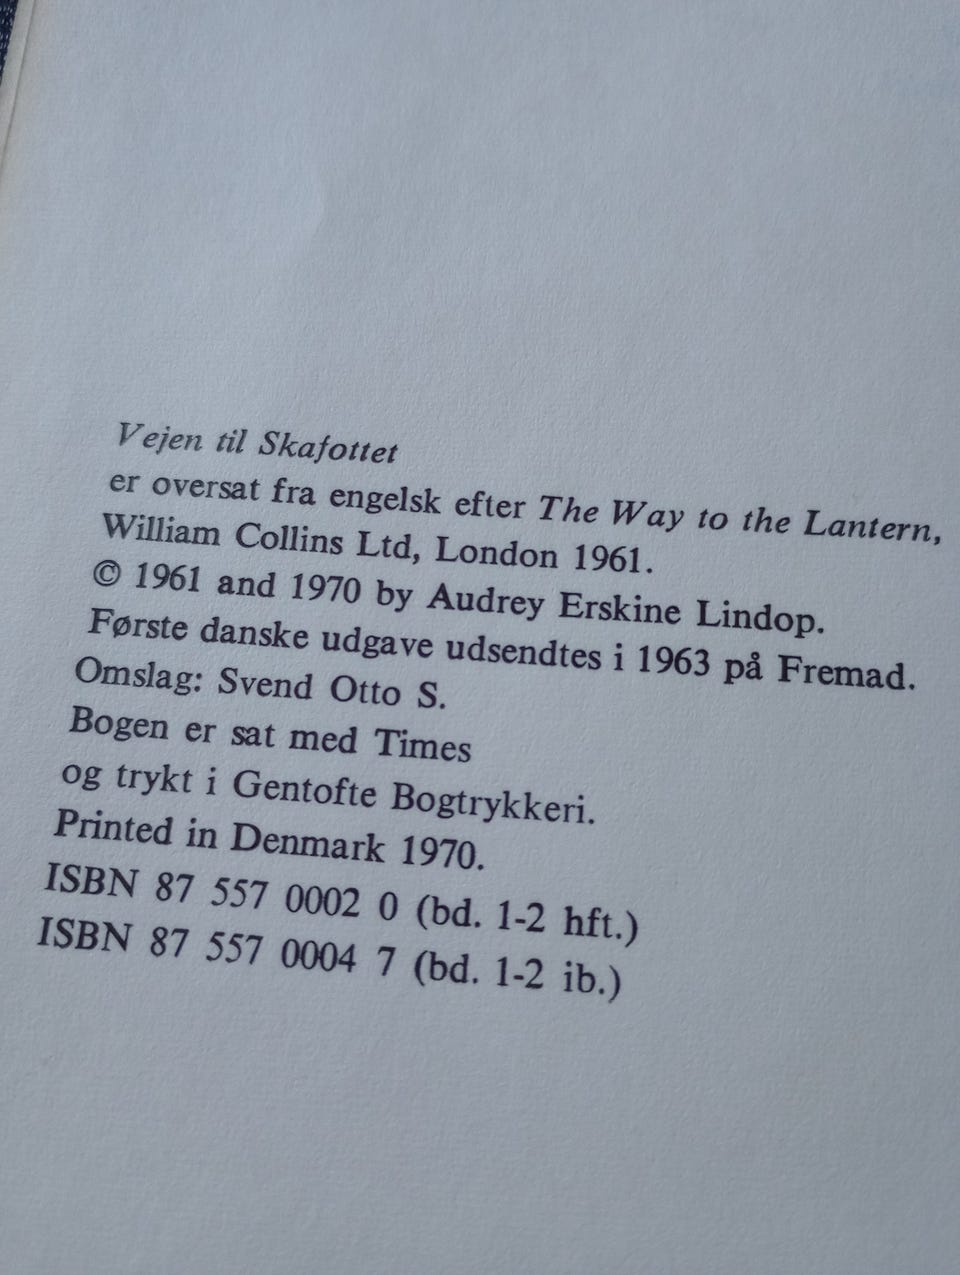 Vejen til Skafottet
er oversat fra engelsk efter The Way to the Lantern,
William Collins Ltd, London 1961.
© 1961 and 1970 by Audrey Erskine Lindop.
Første danske udgave udsendtes i 1963 på Fremad.
Omslag: Svend Otto S.
Bogen er sat med Times
og trykt i Gentofte Bogtrykkeri.
Printed in Denmark 1970.
ISBN 87 557 0002 0 (bd. 1-2 hft.)
ISBN 87 557 0004 7 (bd. 1-2 ib.)